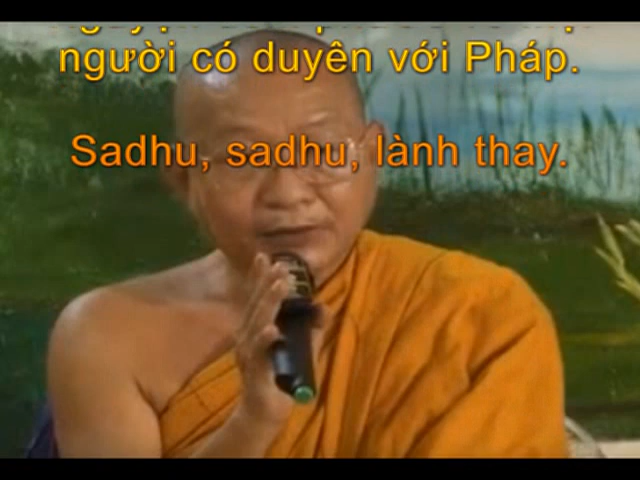 người có duyên với Pháp.
Sadhu, sadhu, lành thay.